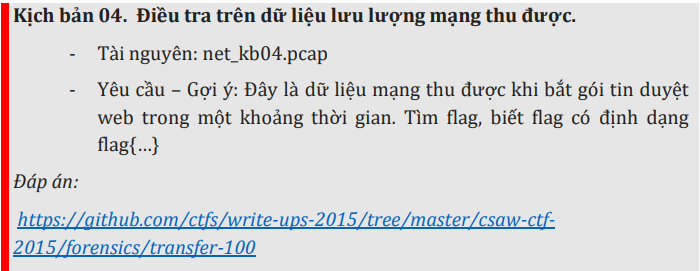 Kịch bản 04. Điều tra trên dữ liệu lưu lượng mạng thu được.
- Tài nguyên: net_kb04.pcap
- Yêu cầu – Gợi ý: Đây là dữ liệu mạng thu được khi bắt gói tin duyệt
web trong một khoảng thời gian. Tìm flag, biết flag có định dạng
flag{…}
Đáp án:
https://github.com/ctfs/write-ups-2015/tree/master/csaw-ctf-
2015/forensics/transfer-100